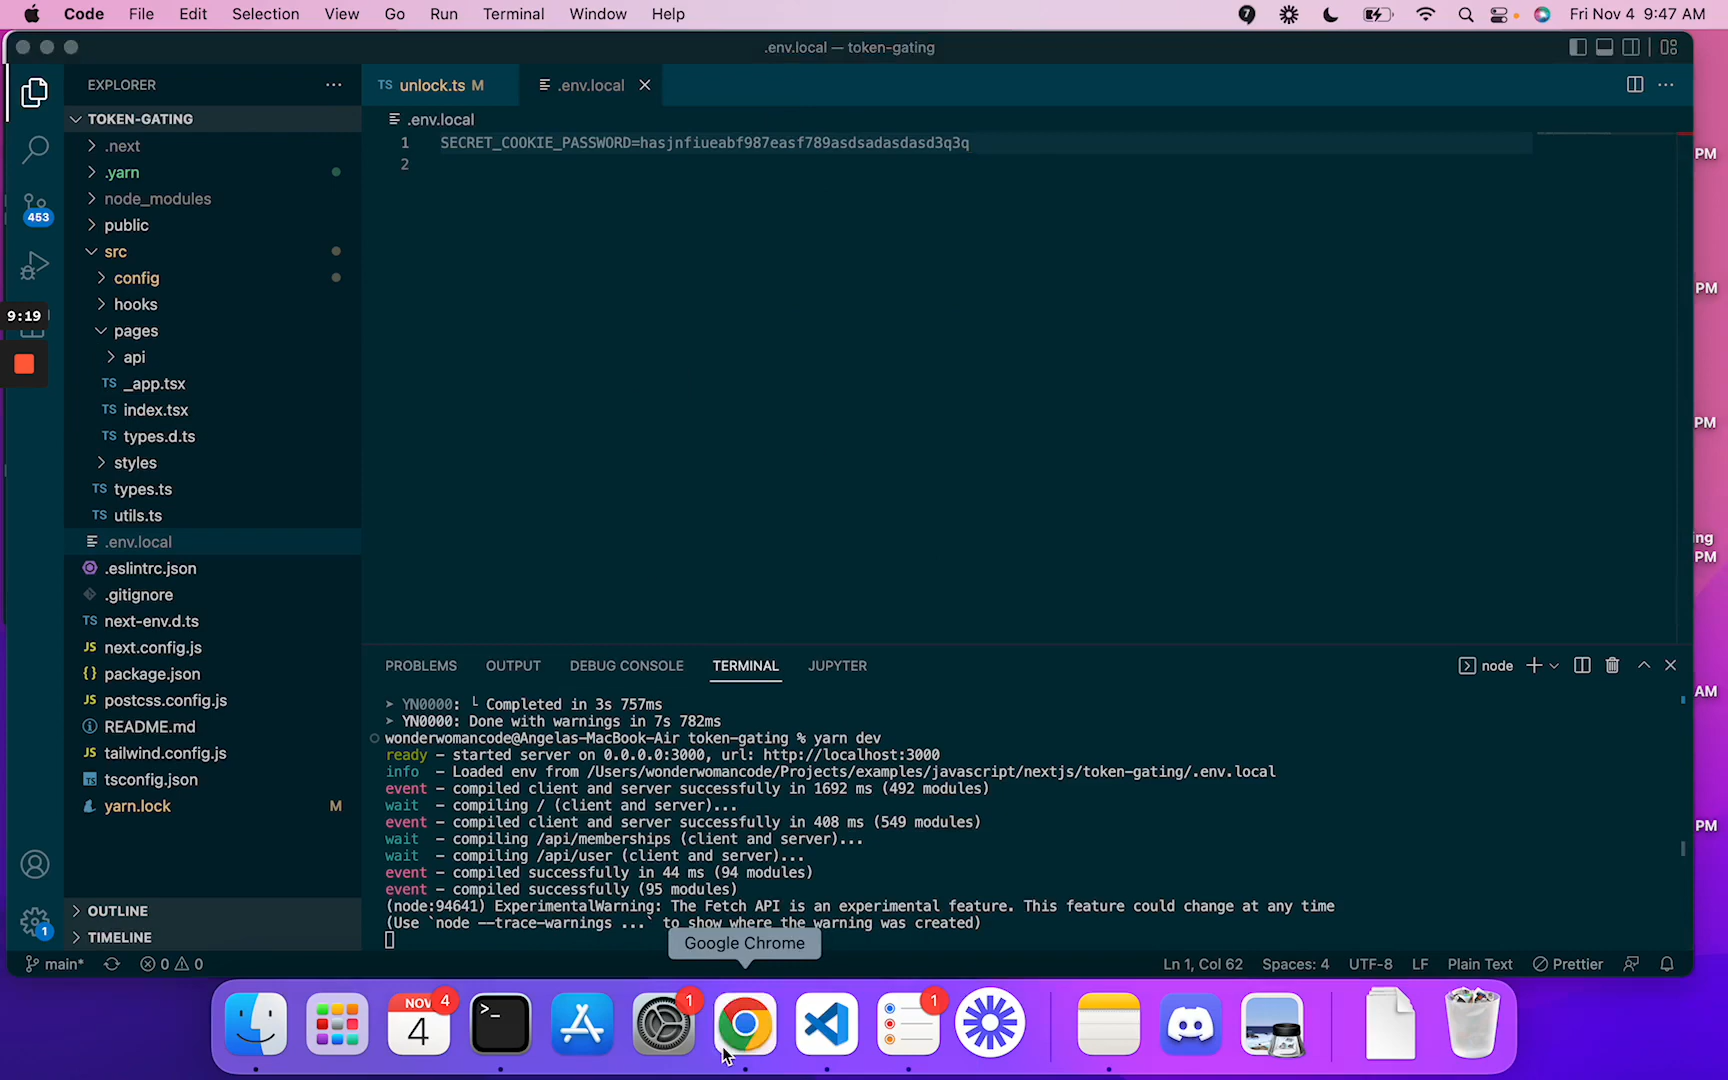 Code File Edit Selection View Go Run Terminal Window Help
7
Fri Nov 4 9:47 AM
.env.local — token-gating
EXPLORER
TS unlock.ts M
.env.local
TOKEN-GATING
.env.local
.next
1 SECRET_COOKIE_PASSWORD=hasjnfiueabf987easf789asdsadasdasd3q3q
2
.yarn
node_modules
453
public
src
config
hooks
9:19
pages
api
TS _app.tsx
TS index.tsx
TS types.d.ts
styles
TS types.ts
TS utils.ts
.env.local
.eslintrc.json
.gitignore
TS next-env.d.ts
JS next.config.js
{} package.json
JS postcss.config.js
README.md
JS tailwind.config.js
TS tsconfig.json
yarn.lock M
OUTLINE
TIMELINE
1
PROBLEMS OUTPUT DEBUG CONSOLE TERMINAL JUPYTER
node
➤ YN0000: └ Completed in 3s 757ms
➤ YN0000: Done with warnings in 7s 782ms
wonderwomancode@Angelas-MacBook-Air token-gating % yarn dev
ready - started server on 0.0.0.0:3000, url: http://localhost:3000
info - Loaded env from /Users/wonderwomancode/Projects/examples/javascript/nextjs/token-gating/.env.local
event - compiled client and server successfully in 1692 ms (492 modules)
wait - compiling / (client and server)...
event - compiled client and server successfully in 408 ms (549 modules)
wait - compiling /api/memberships (client and server)...
wait - compiling /api/user (client and server)...
event - compiled successfully in 44 ms (94 modules)
event - compiled successfully (95 modules)
(node:94641) ExperimentalWarning: The Fetch API is an experimental feature. This feature could change at any time
(Use `node --trace-warnings ...` to show where the warning was created)
Google Chrome
main* 0 0
Ln 1, Col 62 Spaces: 4 UTF-8 LF Plain Text Prettier
PM
PM
PM
ing
PM
AM
PM
NOV
4
4
>_
1
1